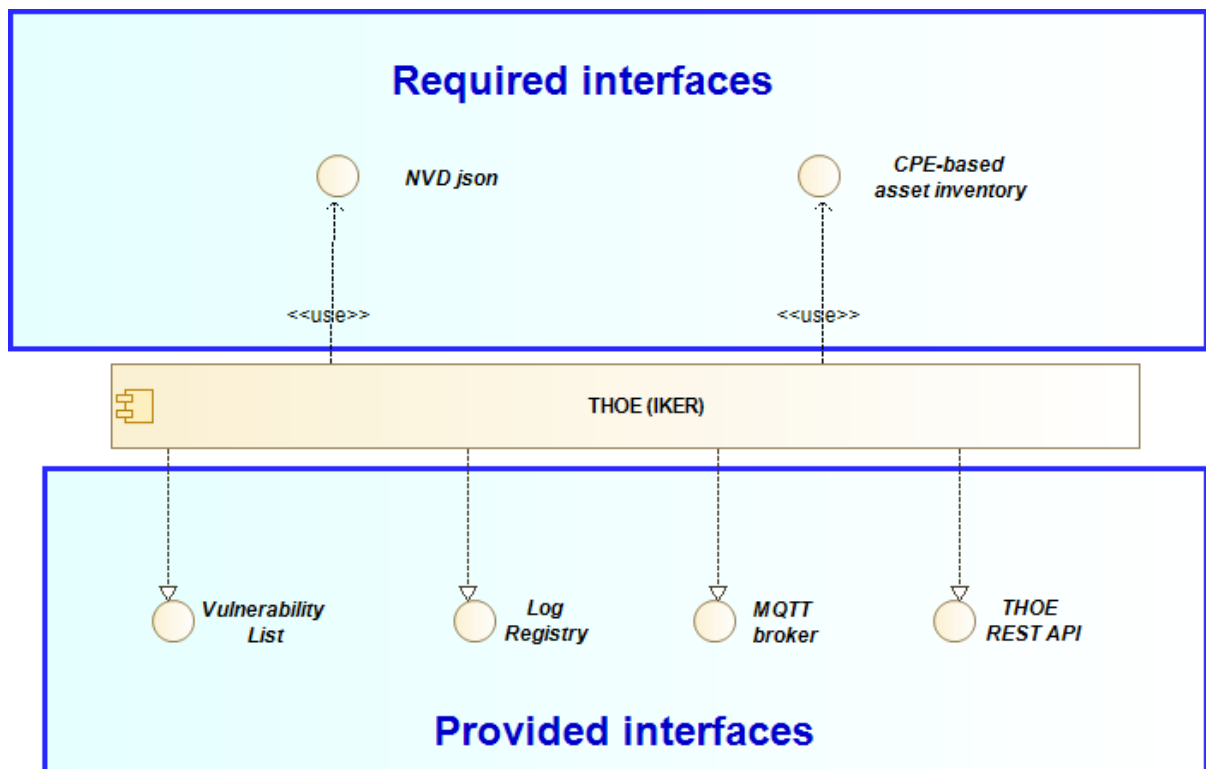 Required interfaces
NVD json
CPE-based
asset inventory
<<use>>
<<use>>
THOE (IKER)
Vulnerability
List
Log
Registry
MQTT
broker
THOE
REST API
Provided interfaces